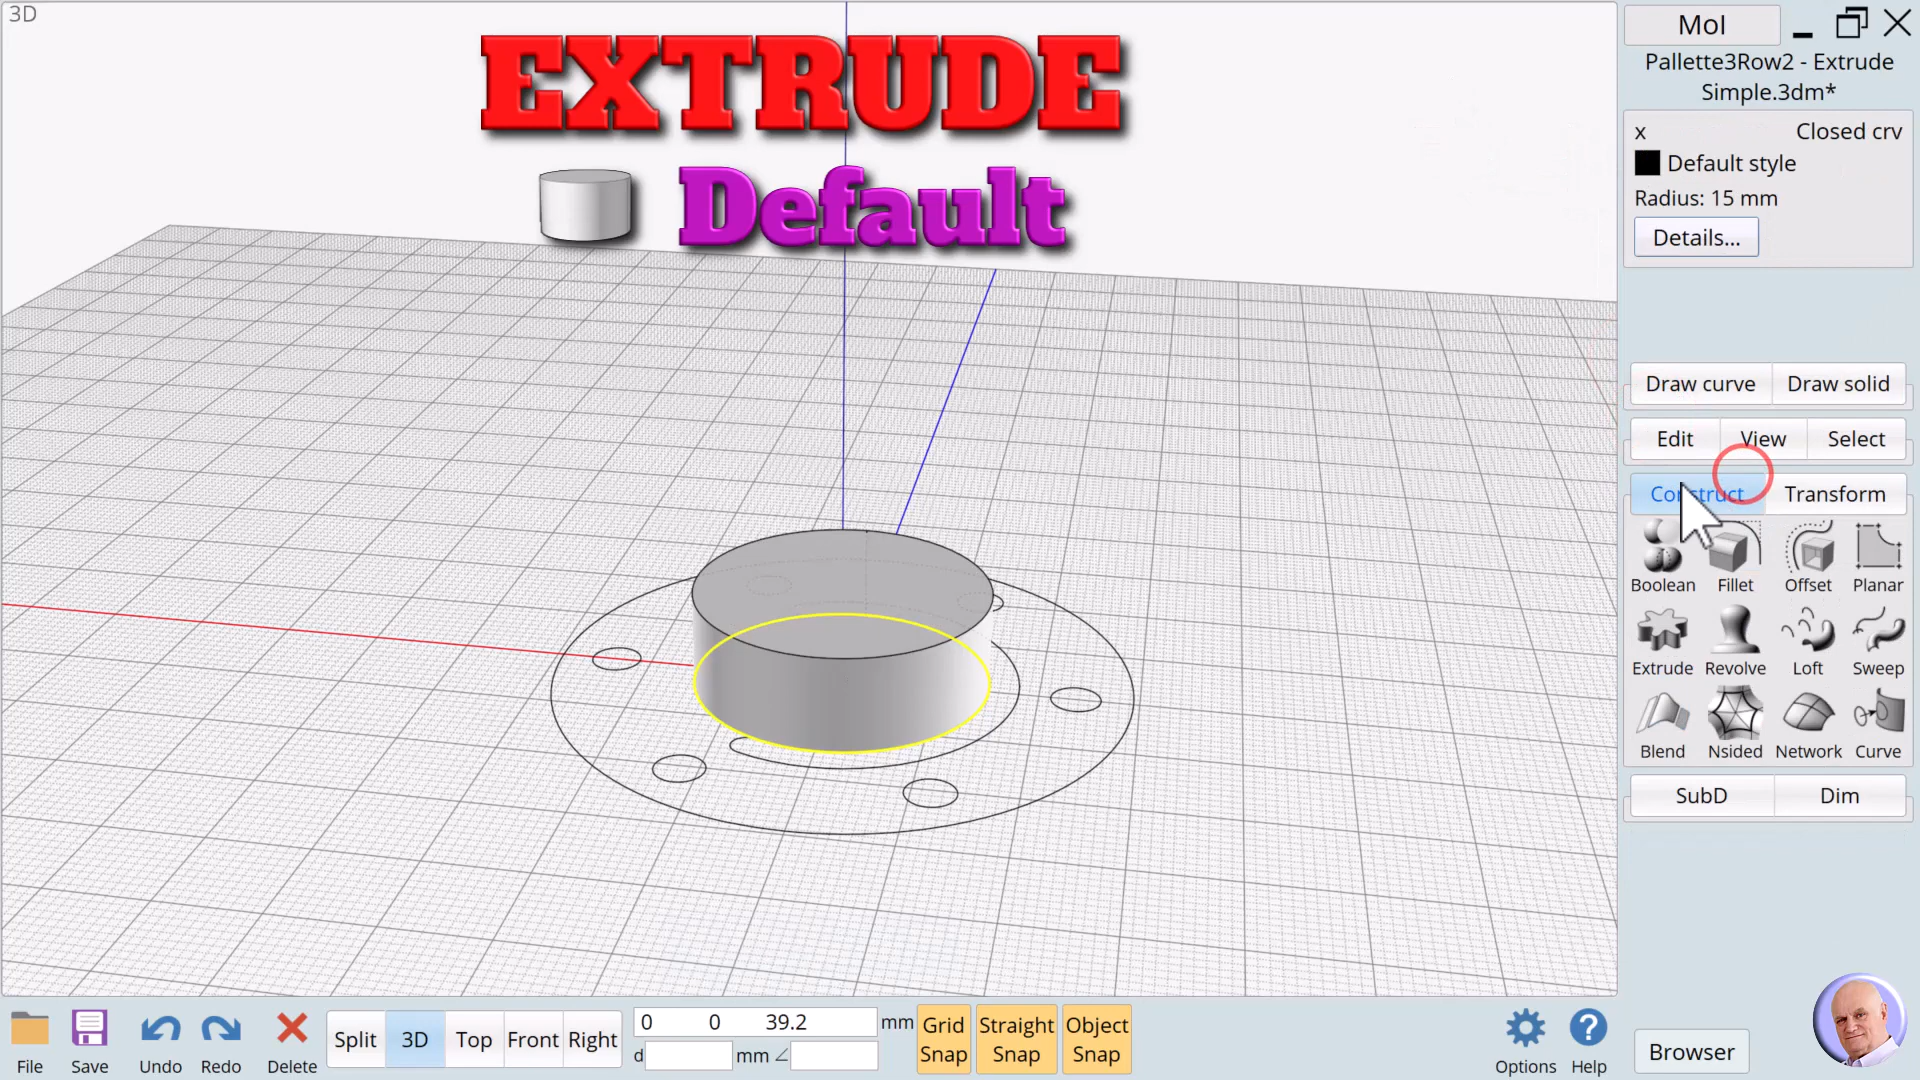 3D
EXTRUDE
Default
MoI
Pallette3Row2 - Extrude
Simple.3dm*
x Closed crv
Default style
Radius: 15 mm
Details...
Draw curve Draw solid
Edit View Select
Construct Transform
Boolean Fillet Offset Planar
Extrude Revolve Loft Sweep
Blend Nsided Network Curve
SubD Dim
File Save Undo Redo Delete
Split 3D Top Front Right
0 0 39.2 mm
d mm ∠
Grid Snap
Straight Snap
Object Snap
Options Help
Browser